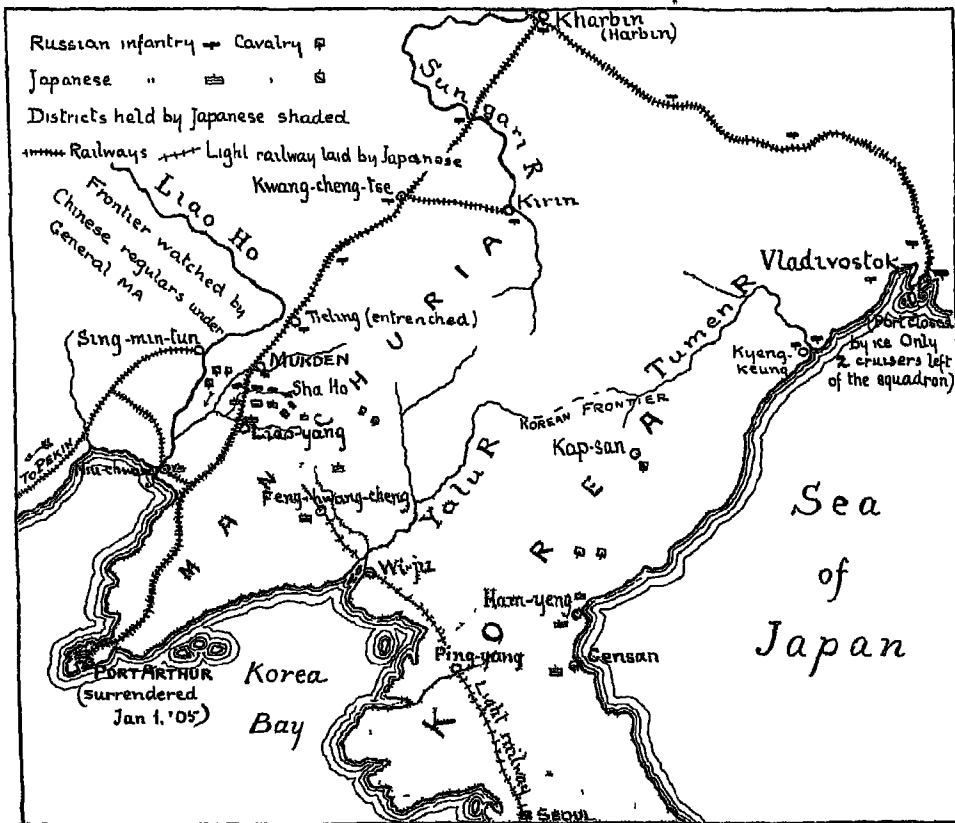 Russian infantry Cavalry
Japanese " "
Districts held by Japanese shaded
Railways Light railway laid by Japanese
Kharbin
(Harbin)
Sungari R
Kwang-cheng-tse
Kirin
Liao Ho
Frontier watched by
Chinese regulars under
General MA
Vladivostok
(Port closed
by ice Only
2 cruisers left
of the squadron)
Tieling (entrenched)
Sing-min-tun
MUKDEN
Sha Ho
Liao-yang
MANCHURIA
Tumen R
Kyeng-
keung
KOREAN FRONTIER
Kap-san
TO PEKIN
Niu-chwang
Feng-hwang-cheng
Yalu R
KOREA
Wi-ju
Ham-yeng
Gensan
Ping-yang
Light railway
SEOUL
PORT ARTHUR
(surrendered
Jan 1. '05)
Korea
Bay
Sea
of
Japan